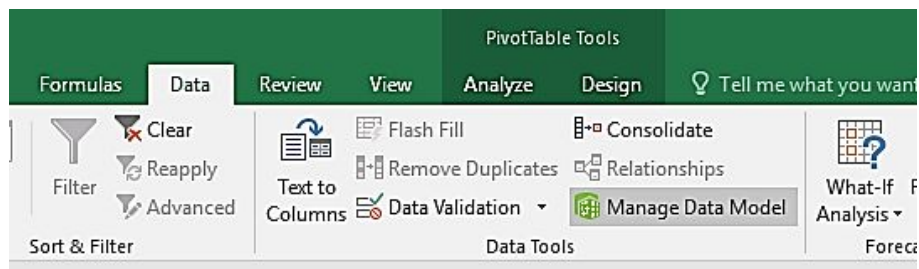 PivotTable Tools
Formulas Data Review View Analyze Design Tell me what you want
Clear Flash Fill Consolidate
Filter Reapply Text to Columns Remove Duplicates Relationships What-If Analysis
Advanced Data Validation Manage Data Model
Sort & Filter Data Tools